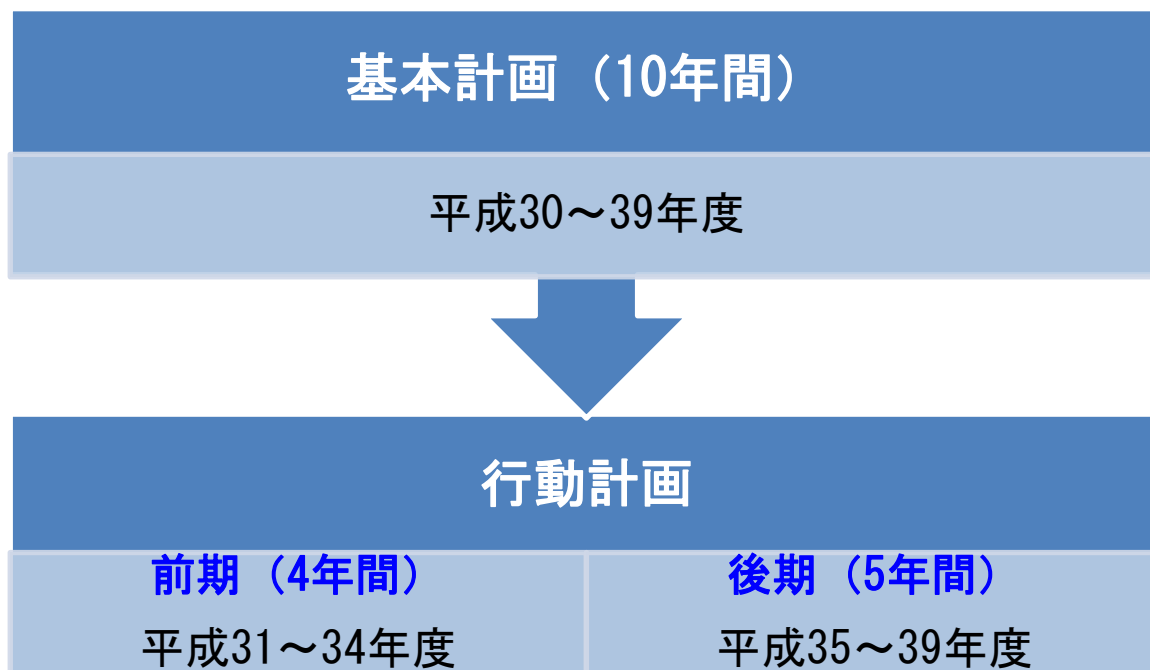 基本計画（10年間）
平成30～39年度
行動計画
前期（4年間）
平成31～34年度
後期（5年間）
平成35～39年度